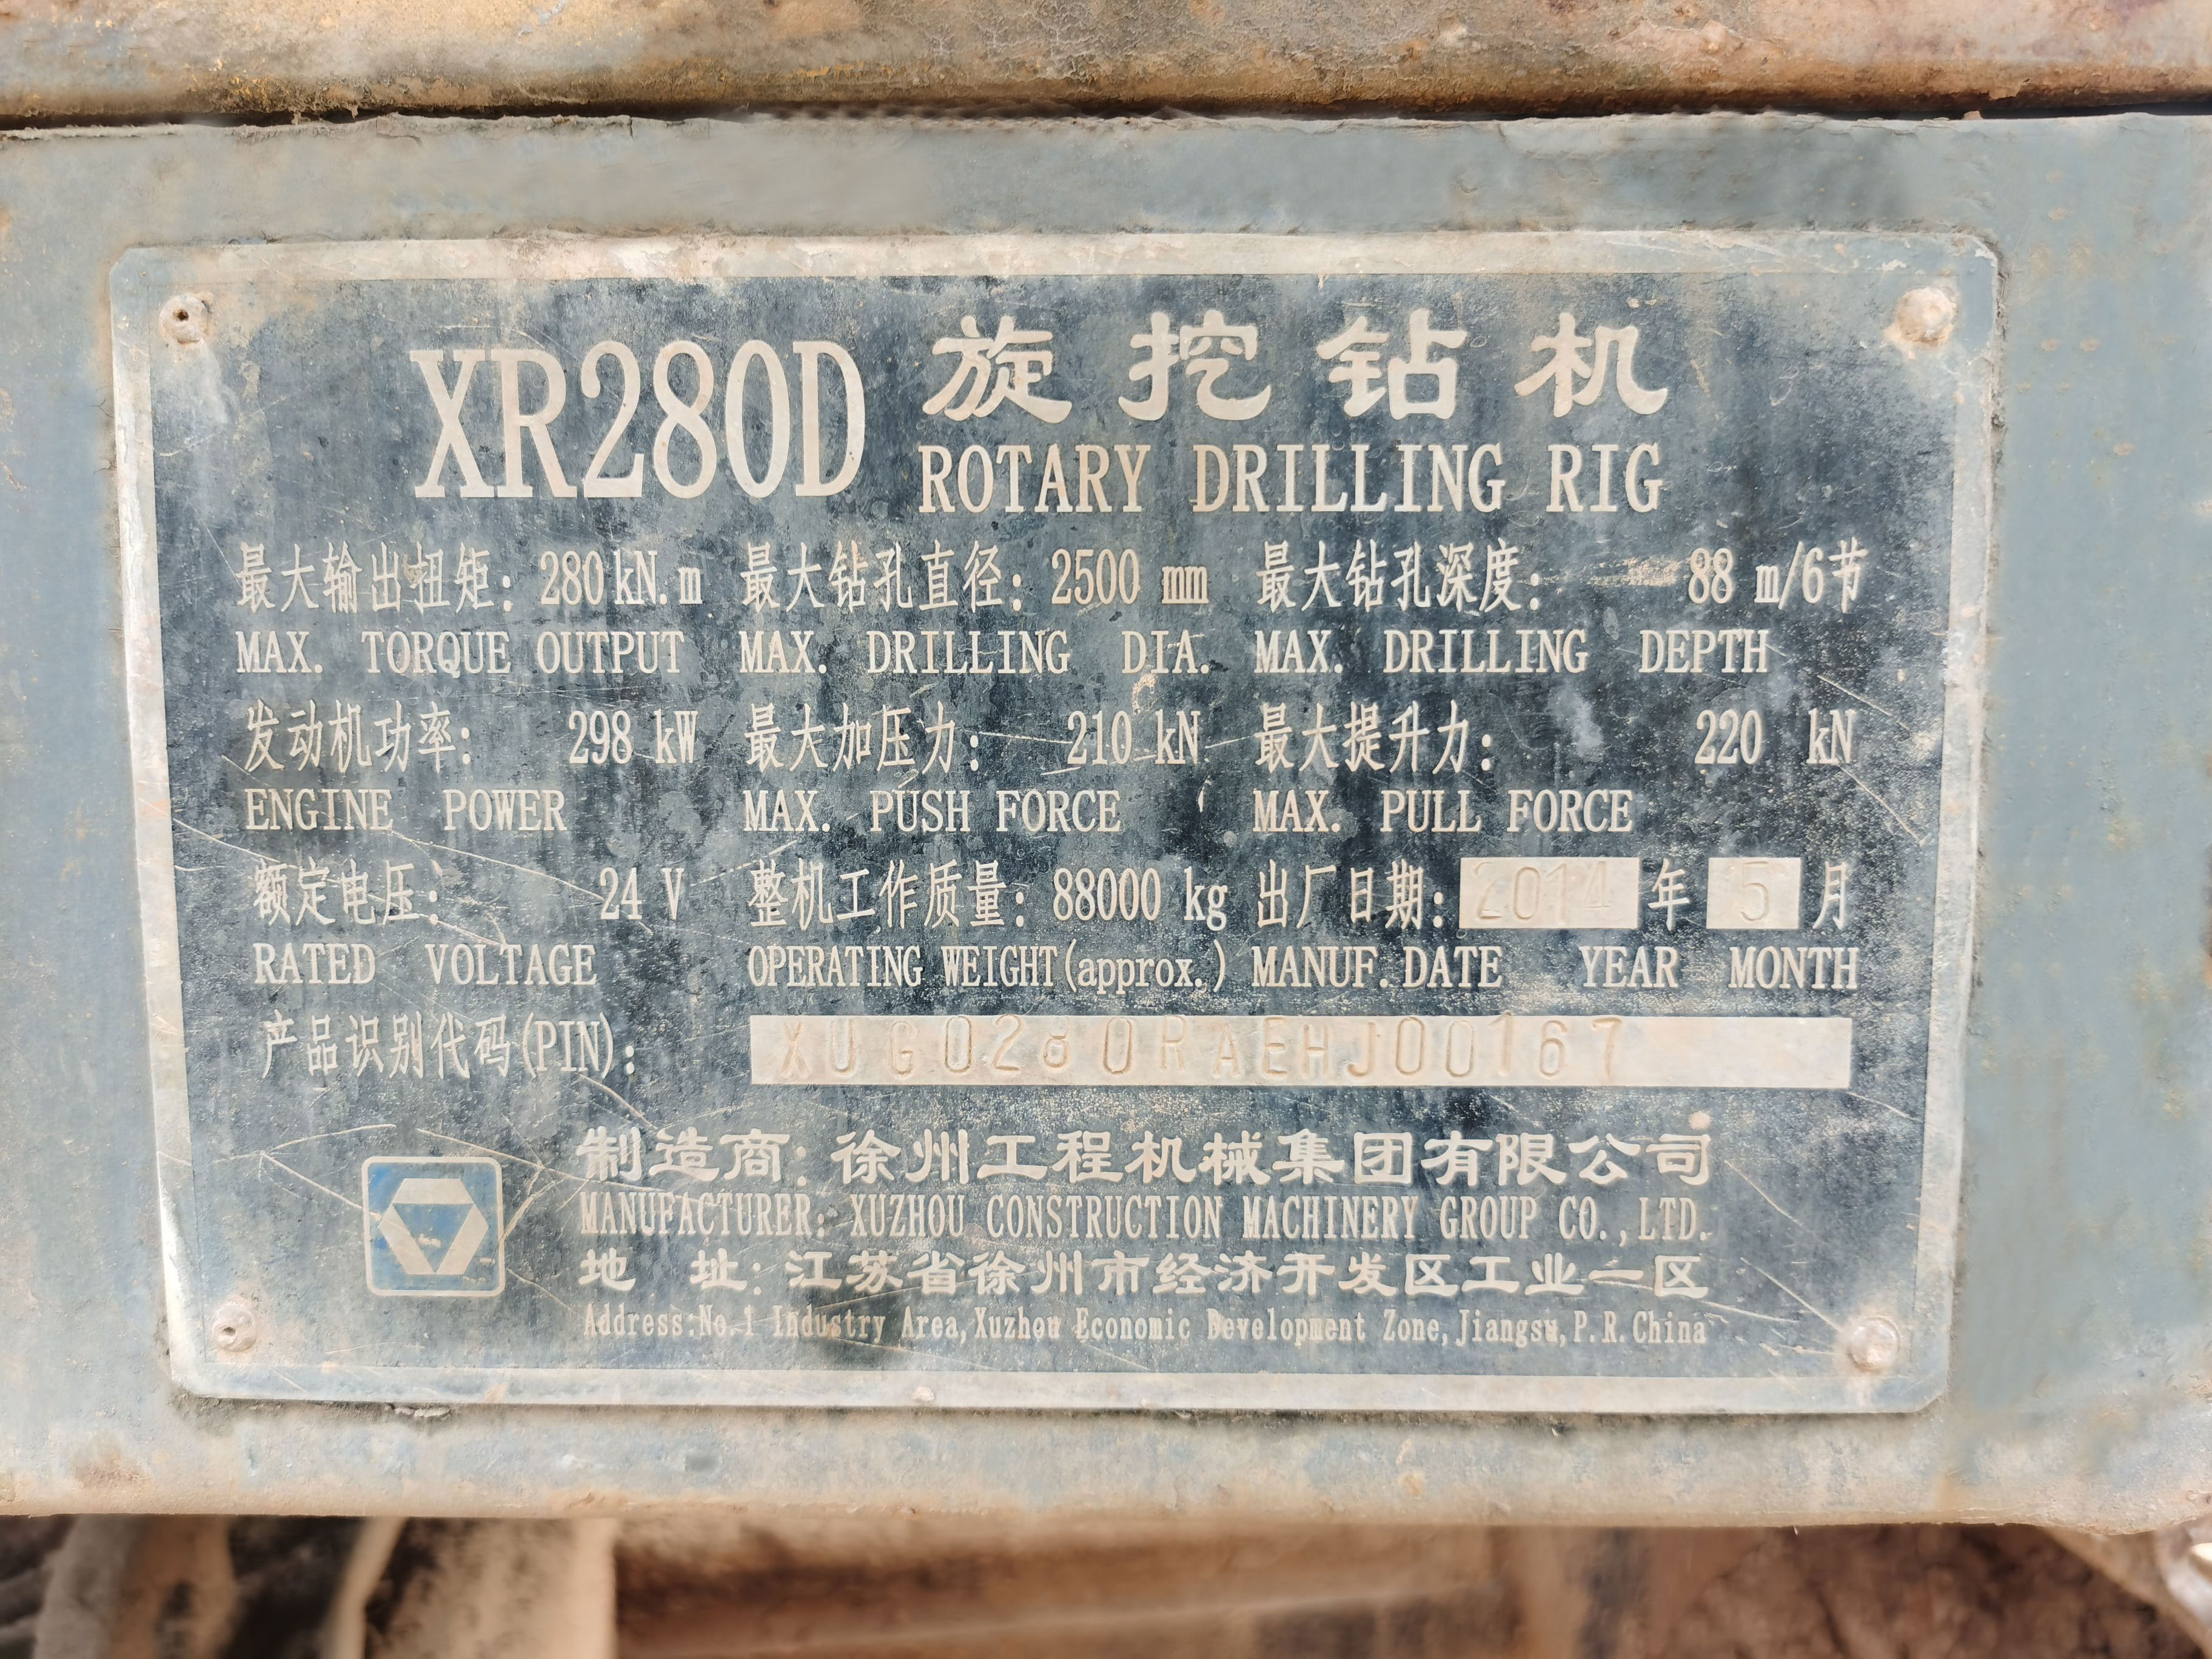 XR280D 旋挖钻机
ROTARY DRILLING RIG
最大输出扭矩: 280kN.m 最大钻孔直径: 2500 mm 最大钻孔深度: 88 m/6节
MAX. TORQUE OUTPUT MAX. DRILLING DIA. MAX. DRILLING DEPTH
发动机功率: 298 kW 最大加压力: 210 kN 最大提升力: 220 kN
ENGINE POWER MAX. PUSH FORCE MAX. PULL FORCE
额定电压: 24 V 整机工作质量: 88000 kg 出厂日期: 2014 年 5 月
RATED VOLTAGE OPERATING WEIGHT(approx.) MANUF. DATE YEAR MONTH
产品识别代码(PIN): XUG0280RAEHJ00167
制造商: 徐州工程机械集团有限公司
MANUFACTURER: XUZHOU CONSTRUCTION MACHINERY GROUP CO.,LTD.
地 址: 江苏省徐州市经济开发区工业一区
Address:No.1 Industry Area,Xuzhou Economic Development Zone,Jiangsu,P.R.China